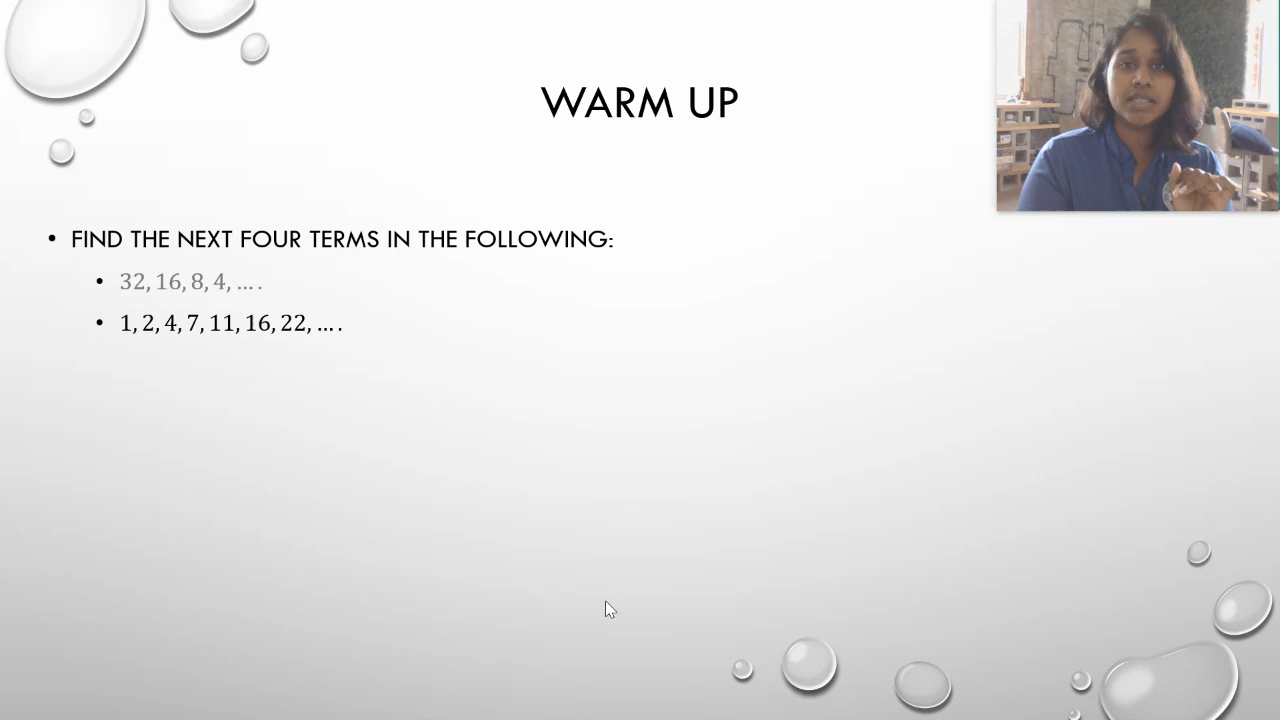 WARM UP
• FIND THE NEXT FOUR TERMS IN THE FOLLOWING:
• 32, 16, 8, 4, ... .
• 1, 2, 4, 7, 11, 16, 22, ... .